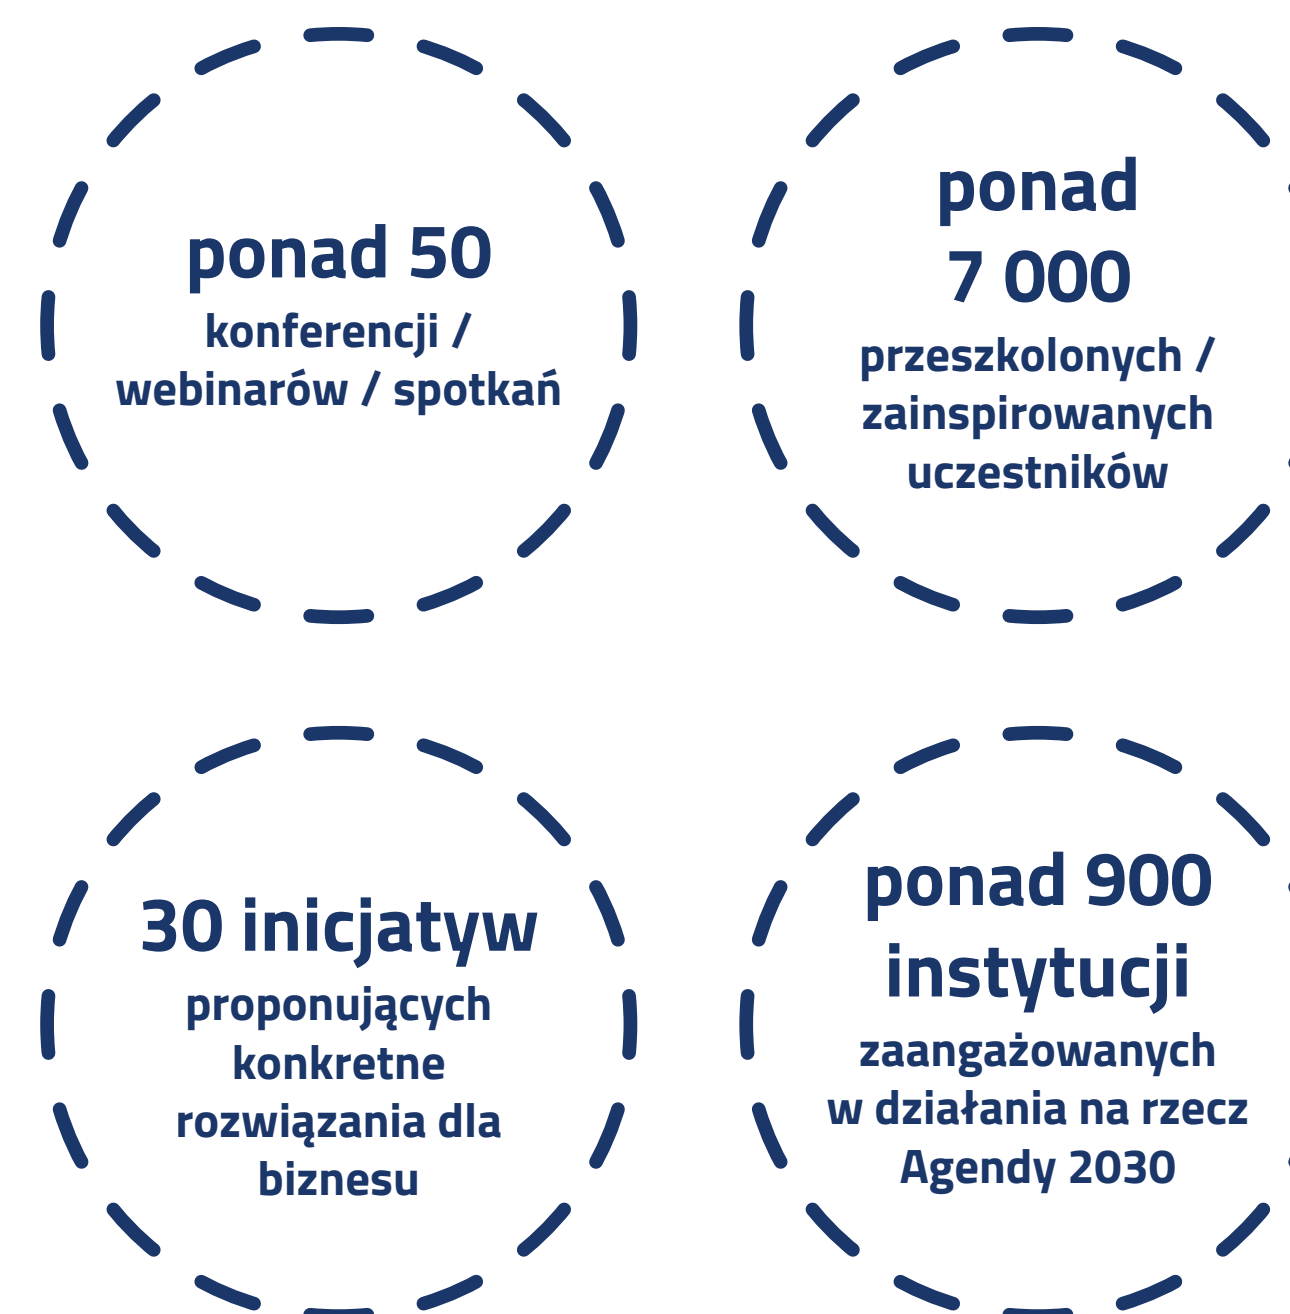 ponad 50
konferencji /
webinarów / spotkań
ponad
7 000
przeszkolonych /
zainspirowanych
uczestników
30 inicjatyw
proponujących
konkretne
rozwiązania dla
biznesu
ponad 900
instytucji
zaangażowanych
w działania na rzecz
Agendy 2030